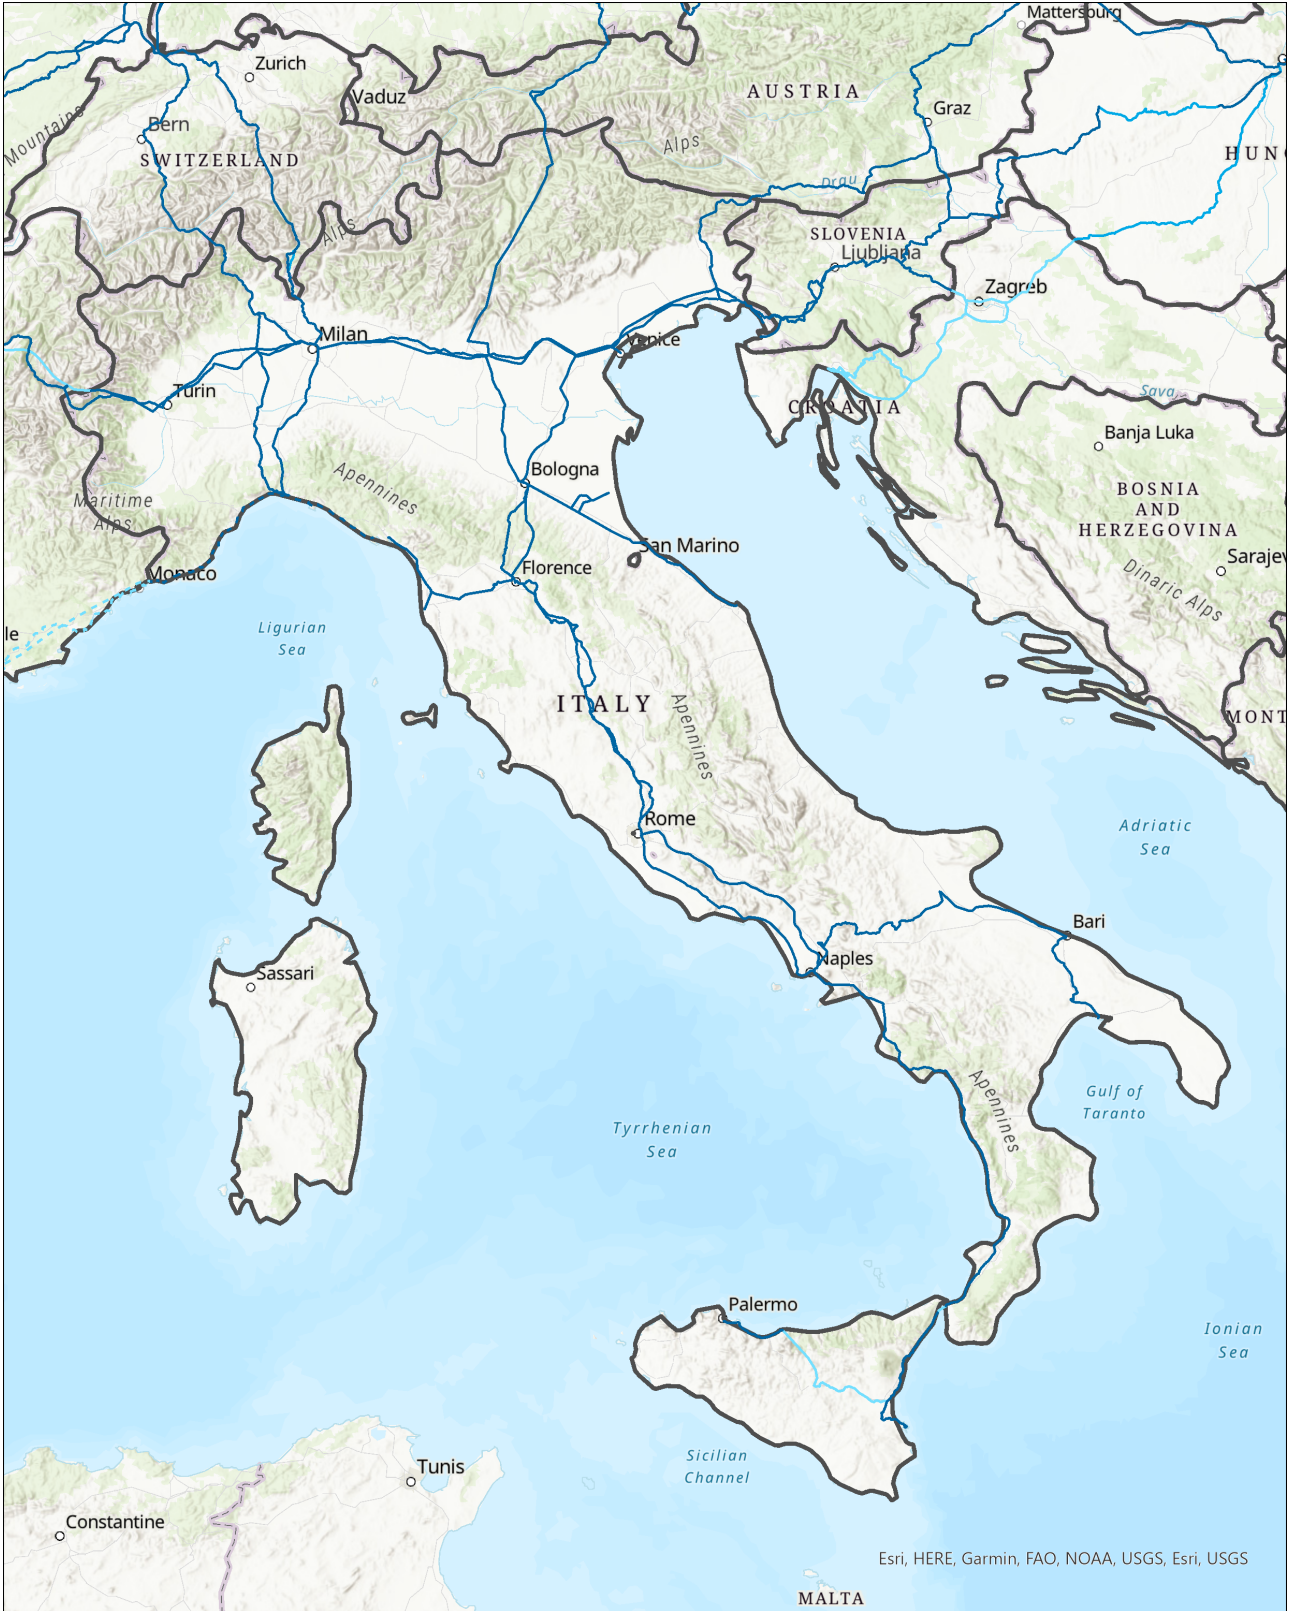 Mattersburg
Zurich
Vaduz
AUSTRIA
Graz
Mountains
Bern
SWITZERLAND
Alps
Drau
HUN
Alps
SLOVENIA
Ljubljana
Zagreb
Milan
Venice
Turin
CROATIA
Sava
Banja Luka
Apennines
Bologna
Maritime
Alps
BOSNIA
AND
HERZEGOVINA
San Marino
Sarajev
Monaco
Florence
Dinaric Alps
le
Ligurian
Sea
ITALY
Apennines
MONT
Rome
Adriatic
Sea
Bari
Naples
Sassari
Apennines
Gulf of
Taranto
Tyrrhenian
Sea
Palermo
Ionian
Sea
Sicilian
Channel
Tunis
Constantine
Esri, HERE, Garmin, FAO, NOAA, USGS, Esri, USGS
MALTA